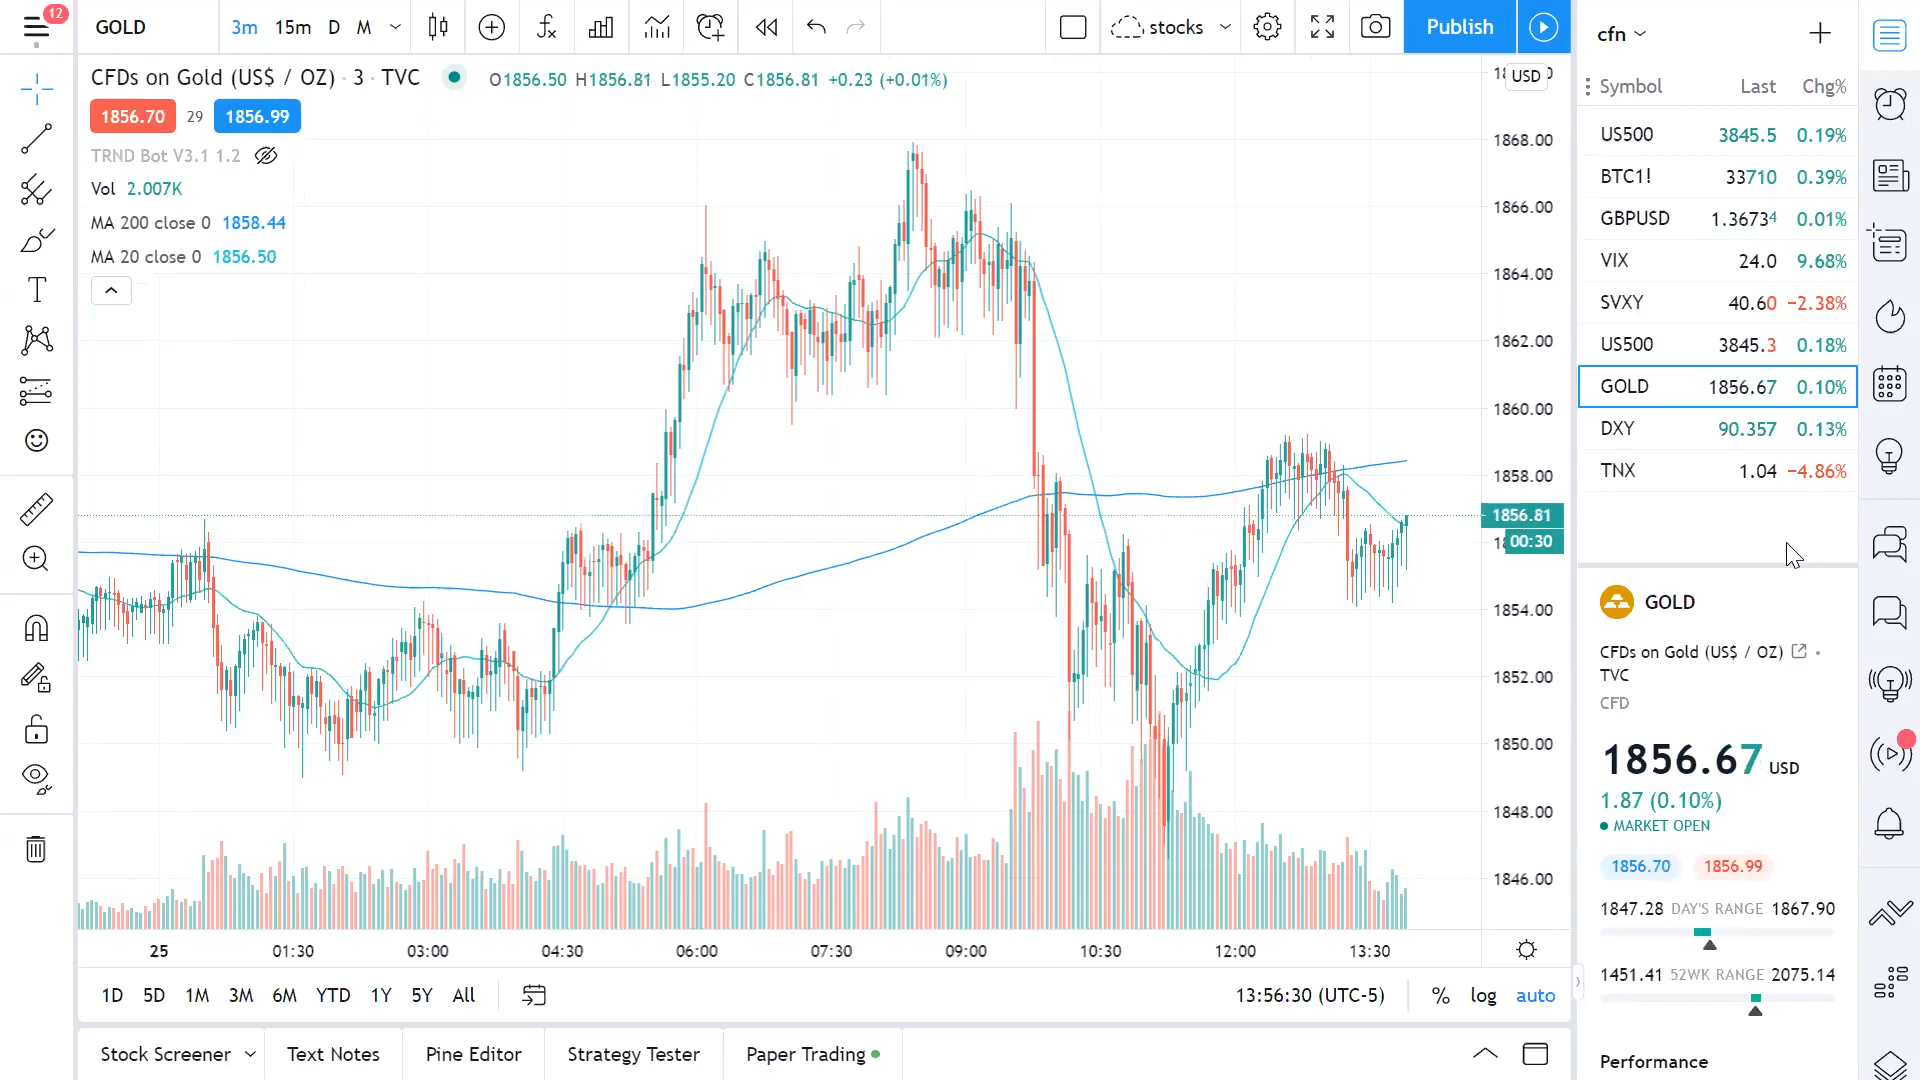 12
GOLD
3m 15m D M
stocks
Publish
cfn
CFDs on Gold (US$ / OZ) · 3 · TVC
O1856.50 H1856.81 L1855.20 C1856.81 +0.23 (+0.01%)
USD
1856.70 29 1856.99
TRND Bot V3.1 1.2
Vol 2.007K
MA 200 close 0 1858.44
MA 20 close 0 1856.50
1868.00
1866.00
1864.00
1862.00
1860.00
1858.00
1856.81
00:30
1854.00
1852.00
1850.00
1848.00
1846.00
25 01:30 03:00 04:30 06:00 07:30 09:00 10:30 12:00 13:30
1D 5D 1M 3M 6M YTD 1Y 5Y All
13:56:30 (UTC-5) % log auto
Stock Screener Text Notes Pine Editor Strategy Tester Paper Trading
Symbol Last Chg%
US500 3845.5 0.19%
BTC1! 33710 0.39%
GBPUSD 1.36734 0.01%
VIX 24.0 9.68%
SVXY 40.60 −2.38%
US500 3845.3 0.18%
GOLD 1856.67 0.10%
DXY 90.357 0.13%
TNX 1.04 −4.86%
GOLD
CFDs on Gold (US$ / OZ) •
TVC
CFD
1856.67 USD
1.87 (0.10%)
MARKET OPEN
1856.70 1856.99
1847.28 DAY'S RANGE 1867.90
1451.41 52WK RANGE 2075.14
Performance